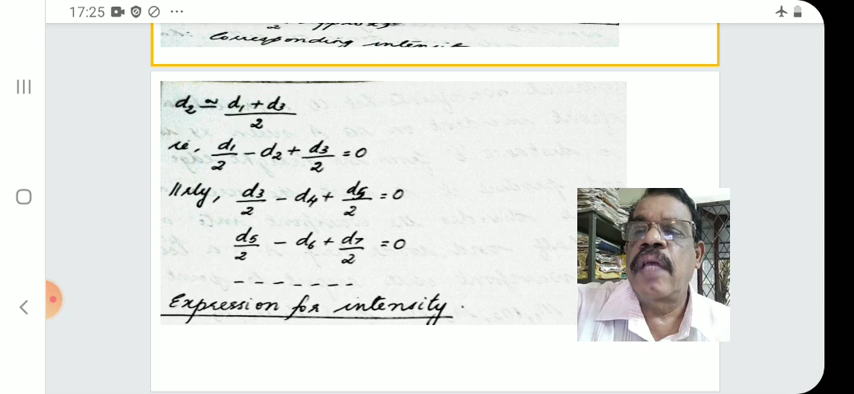 17:25
Corresponding
d₂ ≃ (d₁ + d₃)/2
ie, d₁/2 - d₂ + d₃/2 = 0
|||ly, d₃/2 - d₄ + d₅/2 = 0
d₅/2 - d₆ + d₇/2 = 0
- - - - - - -
Expression for intensity.